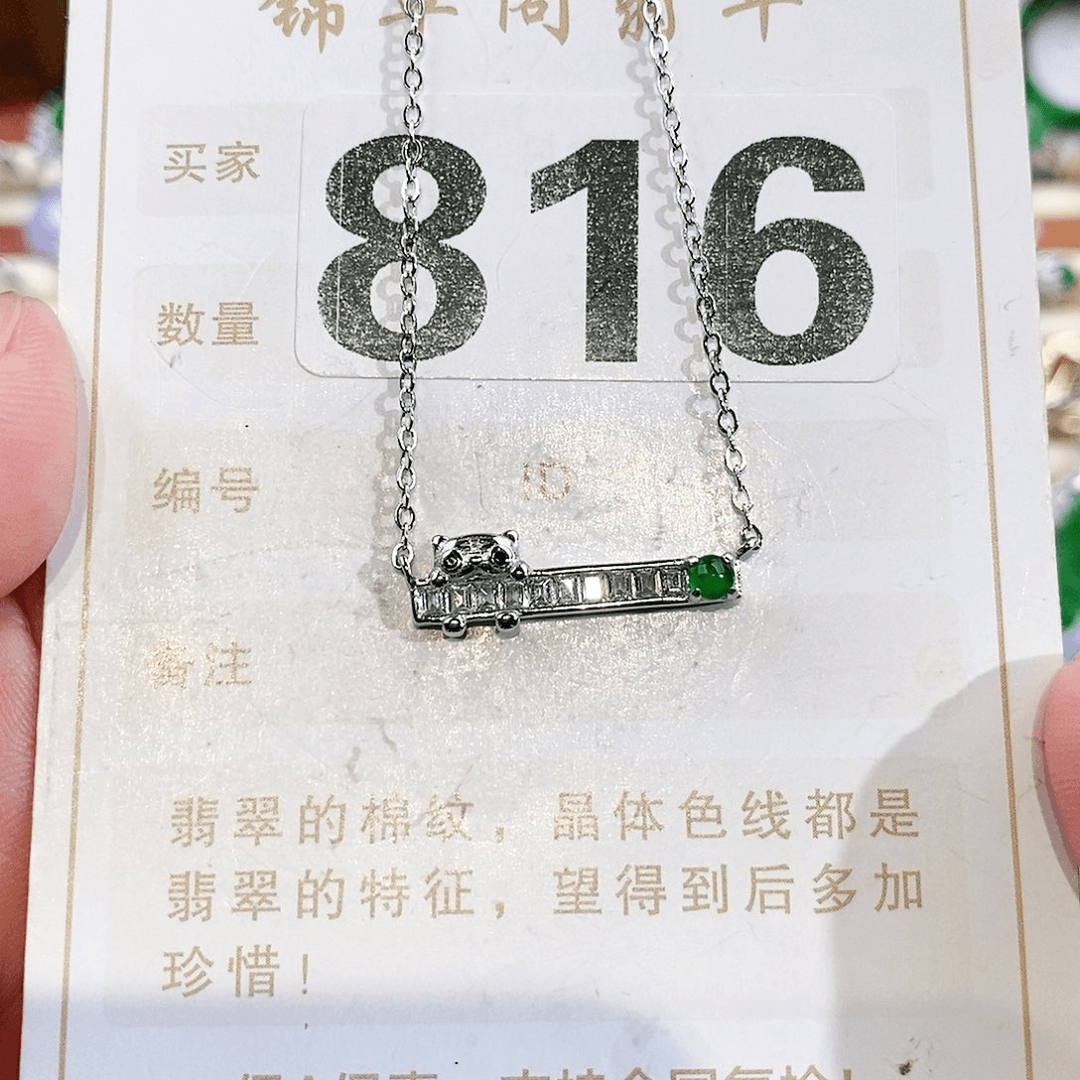 买家 816
数量
编号 ID
备注
翡翠的棉纹，晶体色线都是
翡翠的特征，望得到后多加
珍惜！